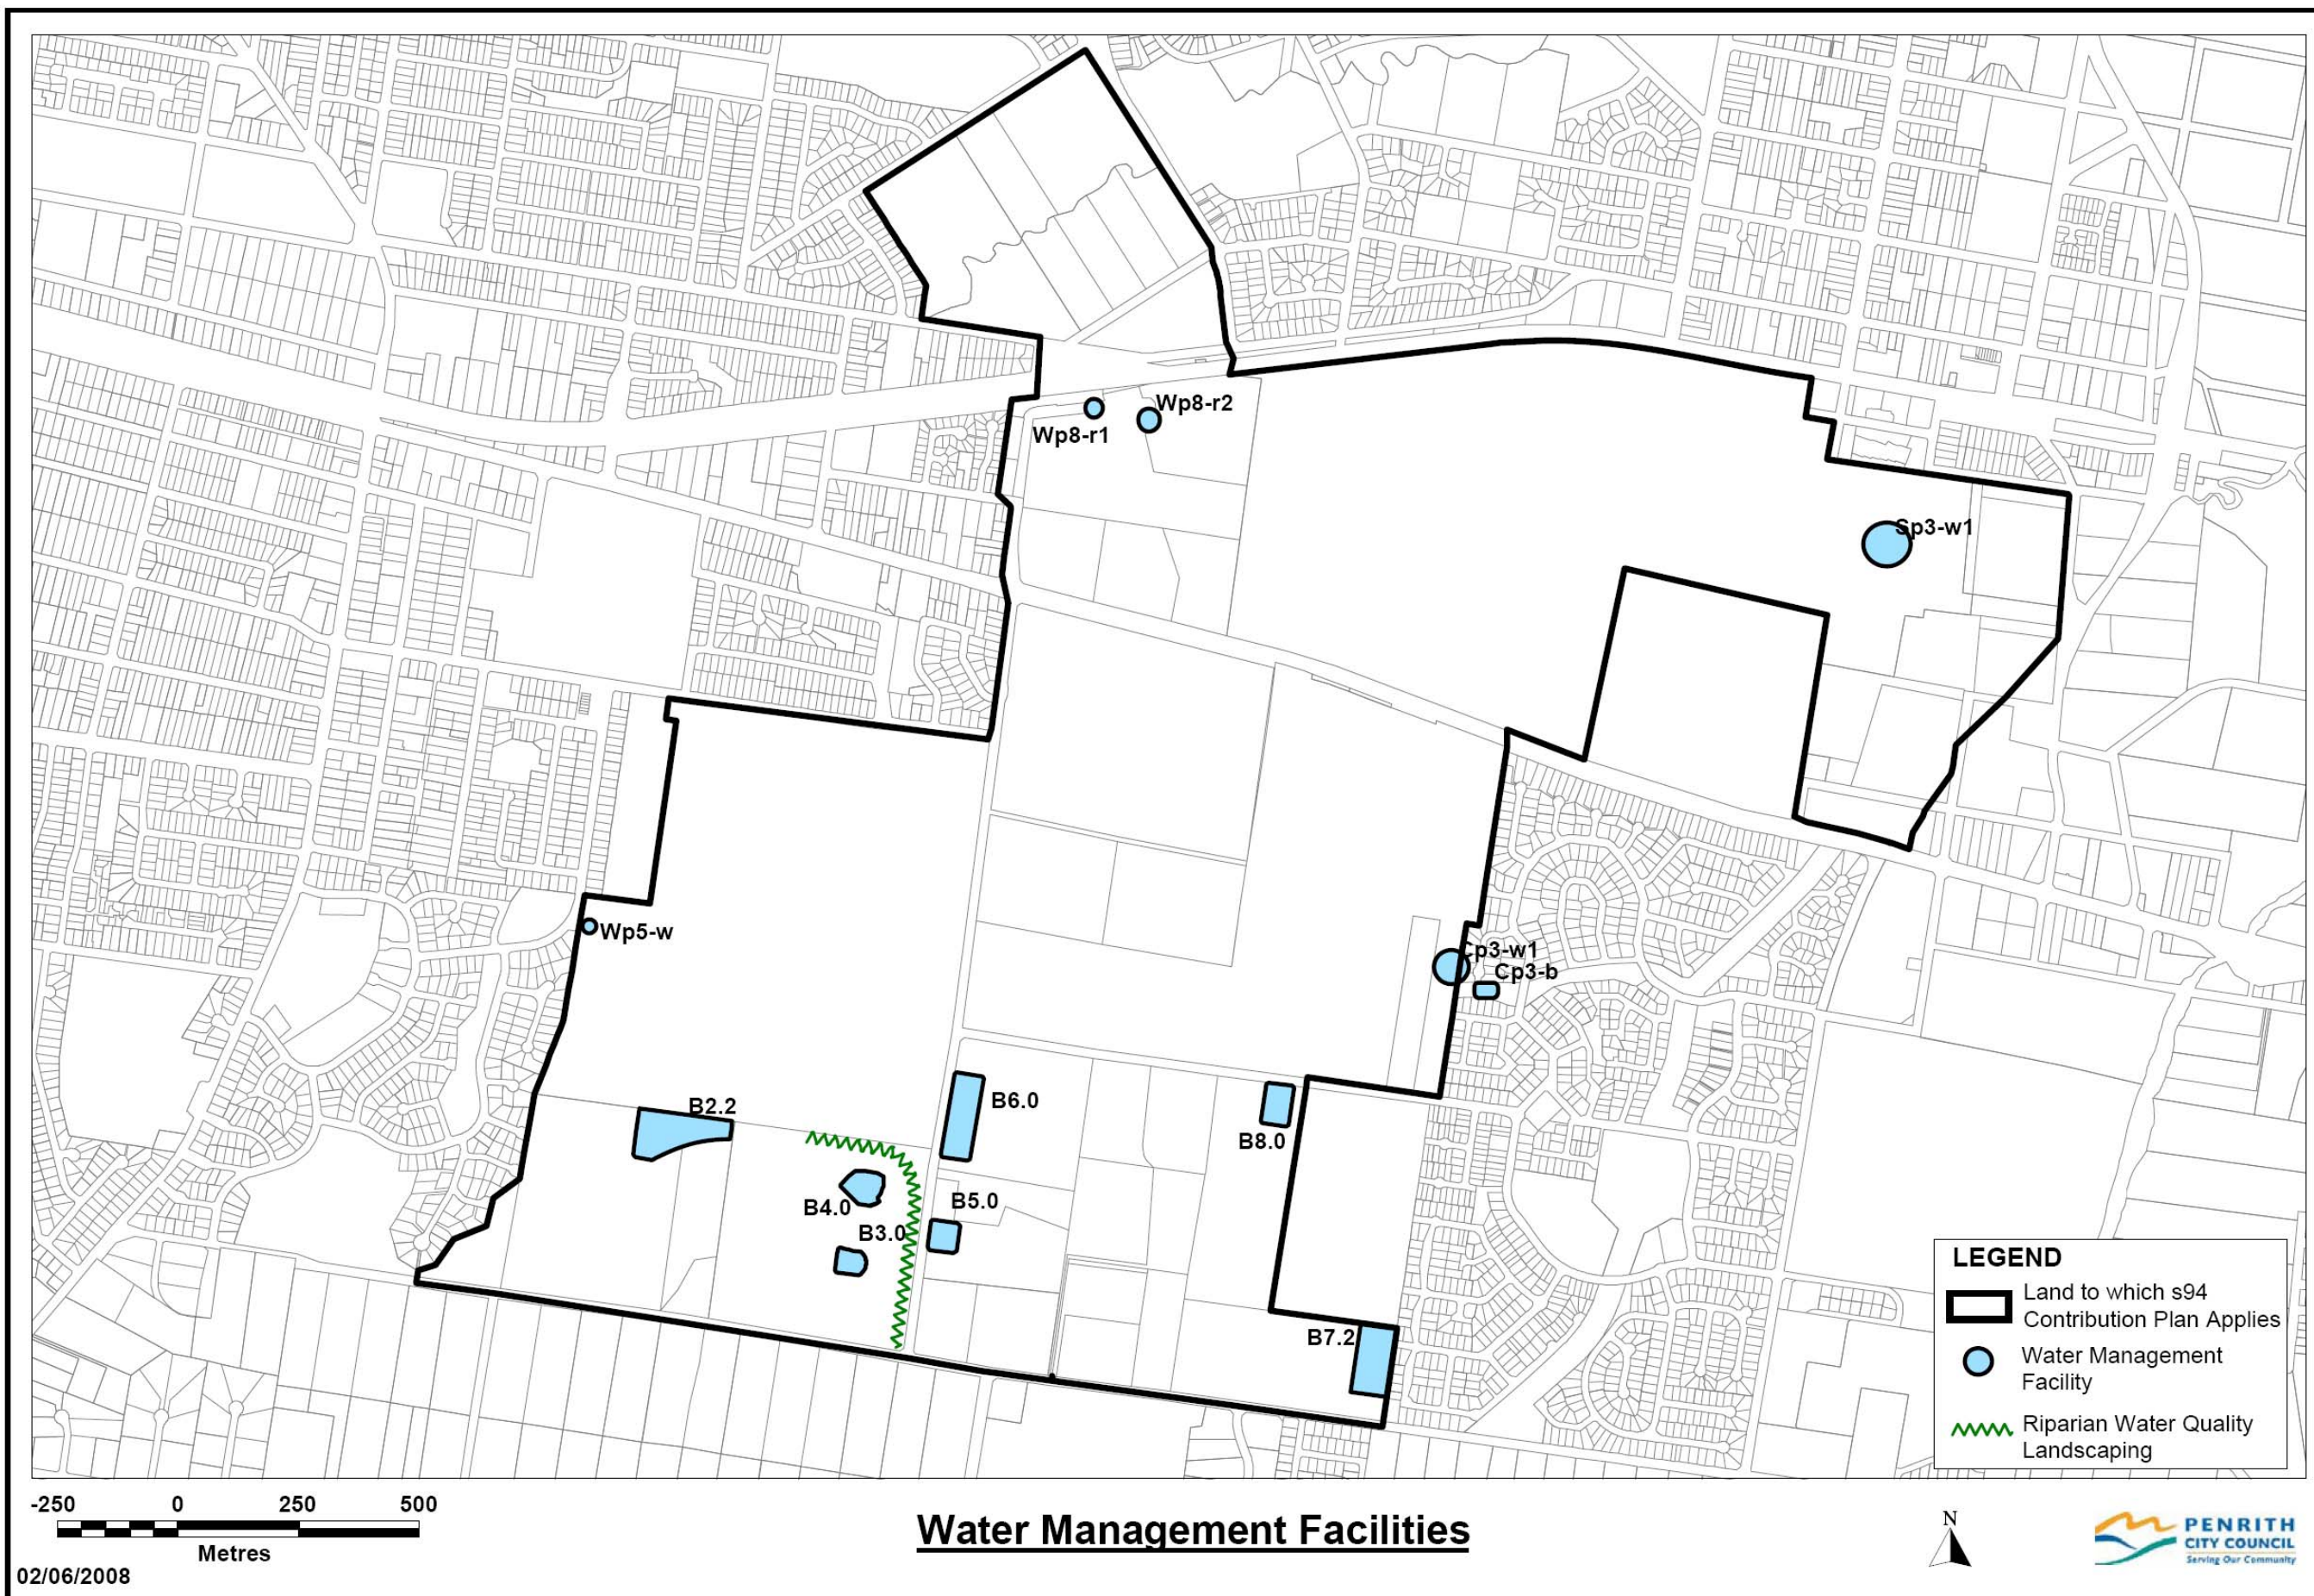 Wp8-r2
Wp8-r1
Sp3-w1
Wp5-w
Cp3-w1
Cp3-b
B2.2
B6.0
B8.0
B4.0
B5.0
B3.0
B7.2
LEGEND
Land to which s94
Contribution Plan Applies
Water Management
Facility
Riparian Water Quality
Landscaping
-250 0 250 500
Metres
02/06/2008
Water Management Facilities
N
PENRITH
CITY COUNCIL
Serving Our Community